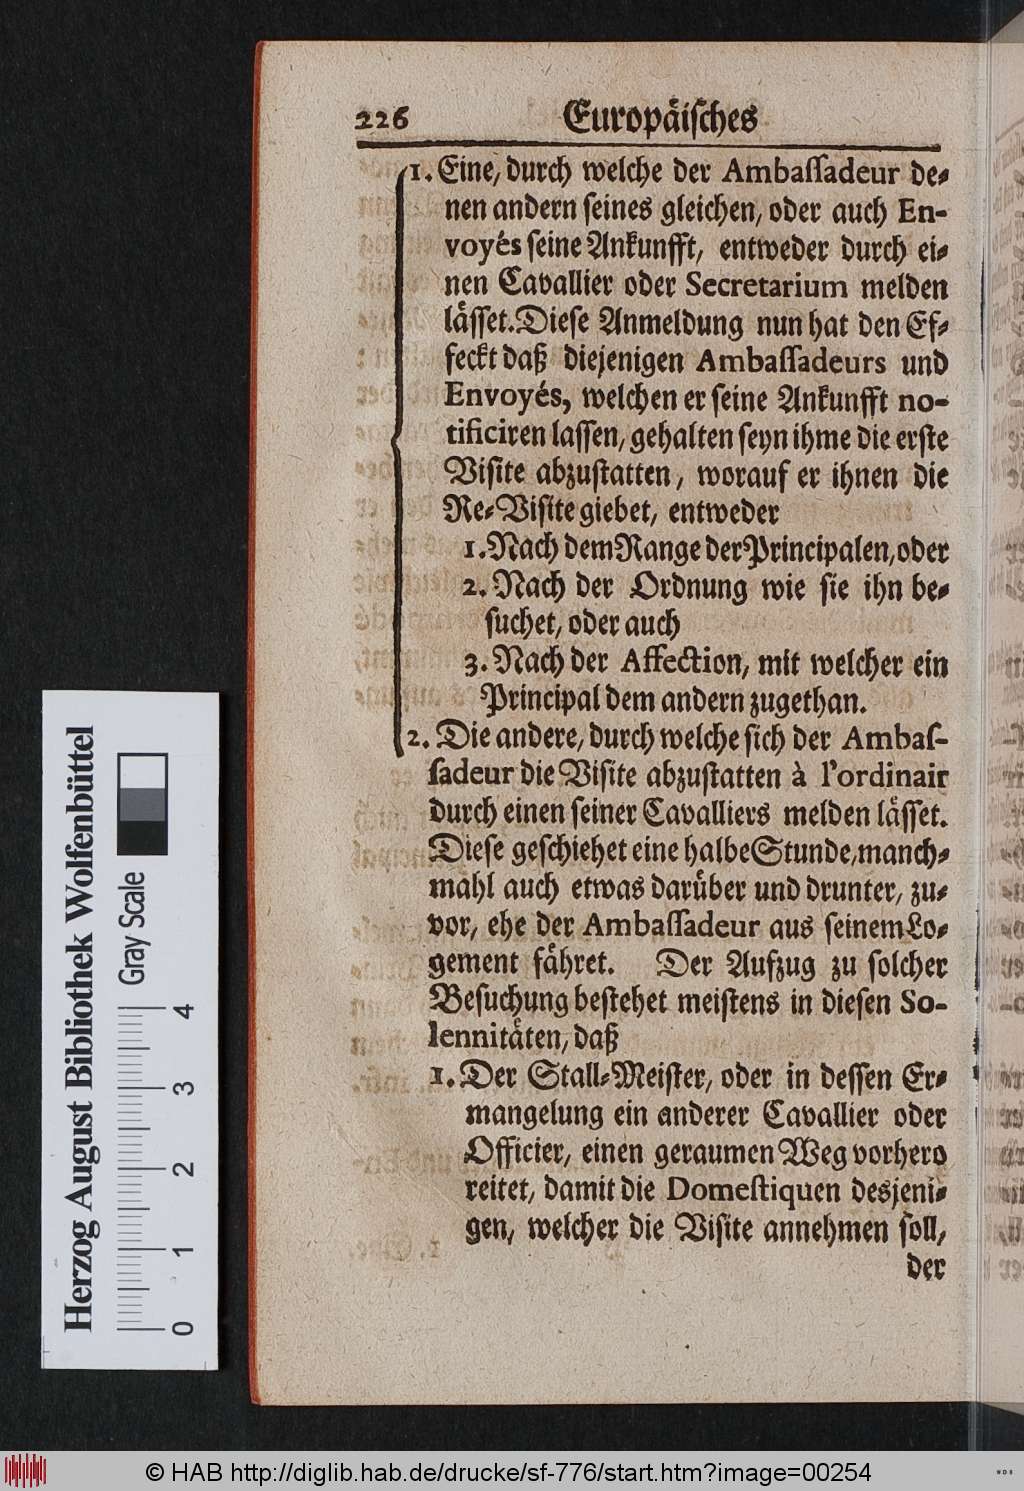 226 Europäisches
1. Eine, durch welche der Ambaſſadeur de-
nen andern ſeines gleichen, oder auch En-
voyés ſeine Ankunfft, entweder durch ei-
nen Cavallier oder Secretarium melden
läſſet. Dieſe Anmeldung nun hat den Ef-
feckt daß diejenigen Ambaſſadeurs und
Envoyés, welchen er ſeine Ankunfft no-
tificiren laſſen, gehalten ſeyn ihme die erſte
Viſite abzuſtatten, worauf er ihnen die
Re-Viſite giebet, entweder
1. Nach dem Range der Principalen, oder
2. Nach der Ordnung wie ſie ihn be-
ſuchet, oder auch
3. Nach der Affection, mit welcher ein
Principal dem andern zugethan.
2. Die andere, durch welche ſich der Ambaſ-
ſadeur die Viſite abzuſtatten à l'ordinair
durch einen ſeiner Cavalliers melden läſſet.
Dieſe geſchiehet eine halbe Stunde, manch-
mahl auch etwas darüber und drunter, zu-
vor, ehe der Ambaſſadeur aus ſeinem Lo-
gement fähret. Der Aufzug zu ſolcher
Beſuchung beſtehet meiſtens in dieſen So-
lennitäten, daß
1. Der Stall-Meiſter, oder in deſſen Er-
mangelung ein anderer Cavallier oder
Officier, einen geraumen Weg vorhero
reitet, damit die Domeſtiquen desjeni-
gen, welcher die Viſite annehmen ſoll,
der
Herzog August Bibliothek Wolfenbüttel
Gray Scale
0 1 2 3 4
© HAB http://diglib.hab.de/drucke/sf-776/start.htm?image=00254